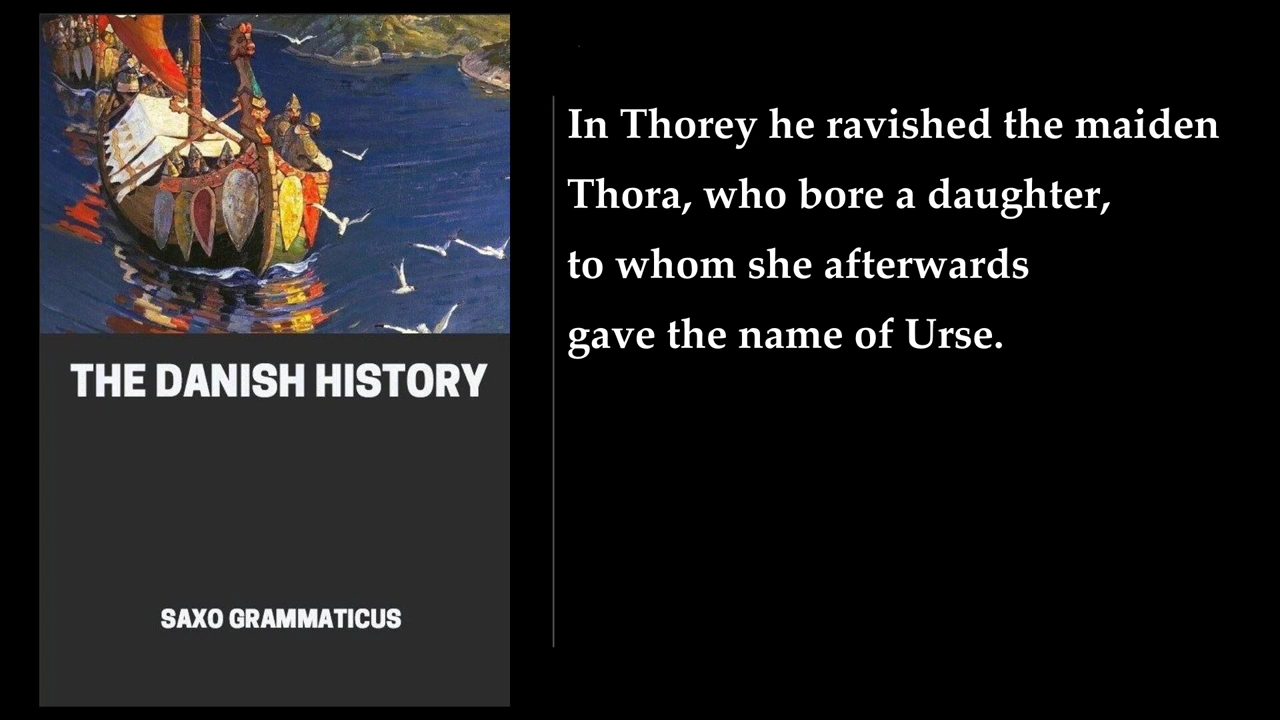 THE DANISH HISTORY
SAXO GRAMMATICUS
In Thorey he ravished the maiden
Thora, who bore a daughter,
to whom she afterwards
gave the name of Urse.